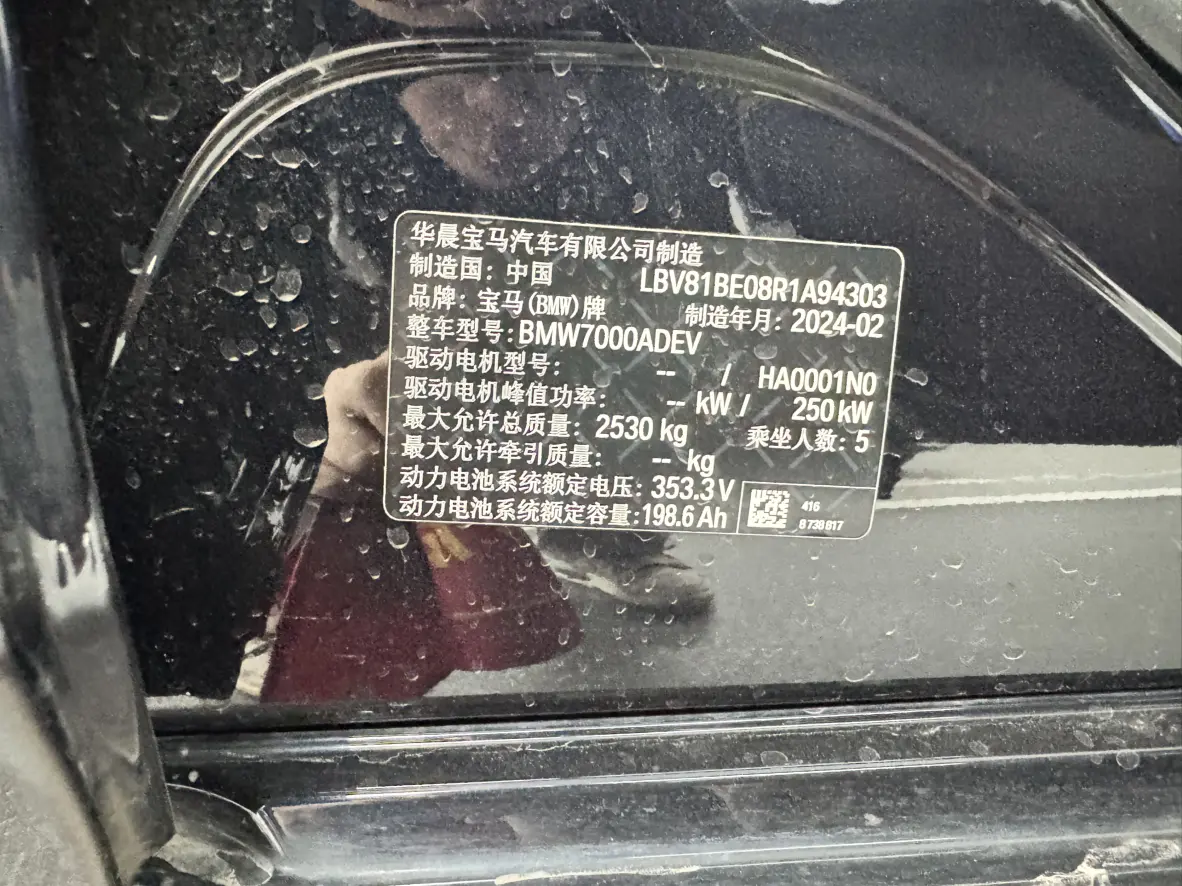 华晨宝马汽车有限公司制造
制造国：中国 LBV81BE08R1A94303
品牌：宝马(BMW)牌 制造年月：2024-02
整车型号：BMW7000ADEV
驱动电机型号： -- / HA0001N0
驱动电机峰值功率： -- kW / 250 kW
最大允许总质量：2530 kg 乘坐人数：5
最大允许牵引质量： -- kg
动力电池系统额定电压：353.3 V
动力电池系统额定容量：198.6 Ah
416
8738617